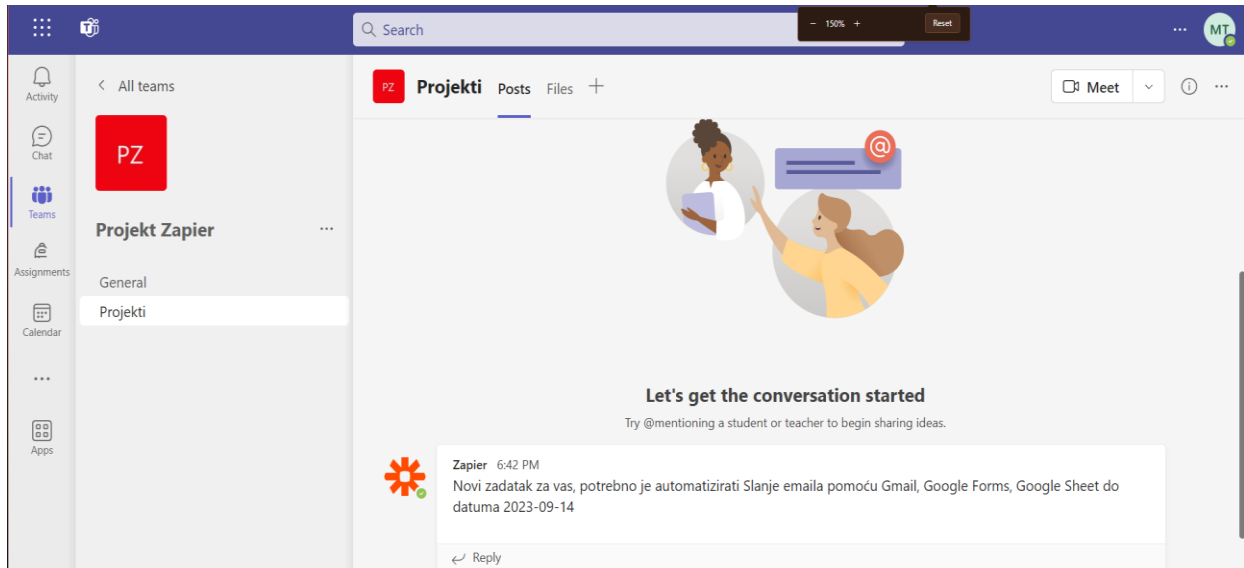 Search
− 150% +
Reset
MT
Activity
Chat
Teams
Assignments
Calendar
Apps
All teams
PZ
Projekt Zapier
General
Projekti
PZ
Projekti Posts Files
Meet
@
Let's get the conversation started
Try @mentioning a student or teacher to begin sharing ideas.
Zapier 6:42 PM
Novi zadatak za vas, potrebno je automatizirati Slanje emaila pomoću Gmail, Google Forms, Google Sheet do
datuma 2023-09-14
Reply